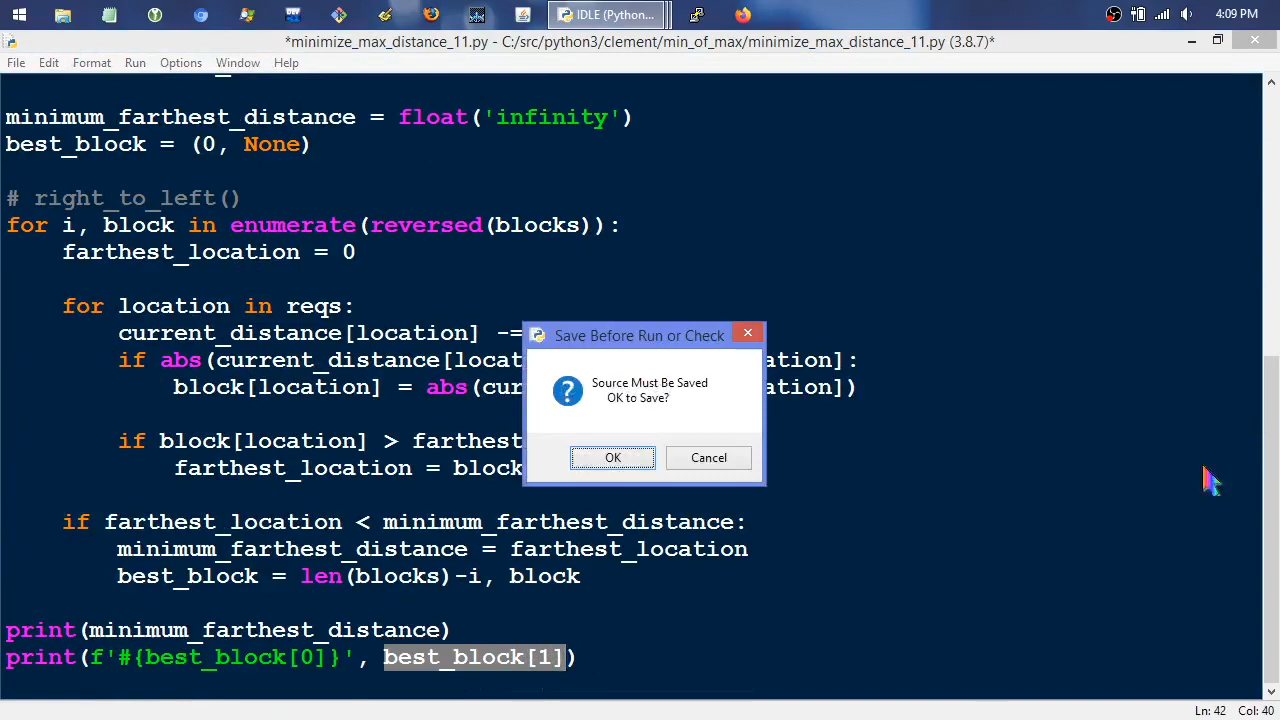 IDLE (Python...
4:09 PM
*minimize_max_distance_11.py - C:/src/python3/clement/min_of_max/minimize_max_distance_11.py (3.8.7)*
File Edit Format Run Options Window Help
minimum_farthest_distance = float('infinity')
best_block = (0, None)
# right_to_left()
for i, block in enumerate(reversed(blocks)):
farthest_location = 0
for location in reqs:
current_distance[location] -=
if abs(current_distance[locat ation]:
block[location] = abs(cur ation])
if block[location] > farthest
farthest_location = block
if farthest_location < minimum_farthest_distance:
minimum_farthest_distance = farthest_location
best_block = len(blocks)-i, block
print(minimum_farthest_distance)
print(f'#{best_block[0]}', best_block[1])
Save Before Run or Check
Source Must Be Saved
OK to Save?
OK Cancel
Ln: 42 Col: 40